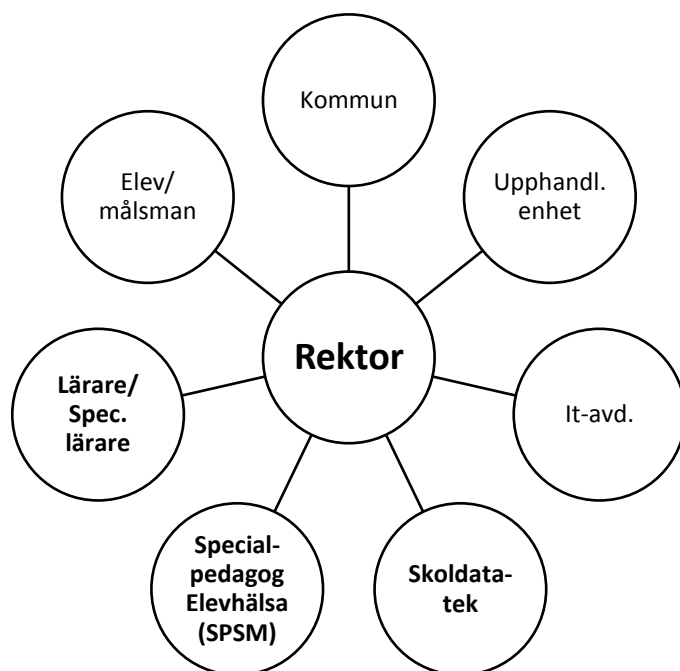 Kommun
Elev/
målsman
Upphandl.
enhet
Rektor
Lärare/
Spec.
lärare
It-avd.
Special-
pedagog
Elevhälsa
(SPSM)
Skoldata-
tek